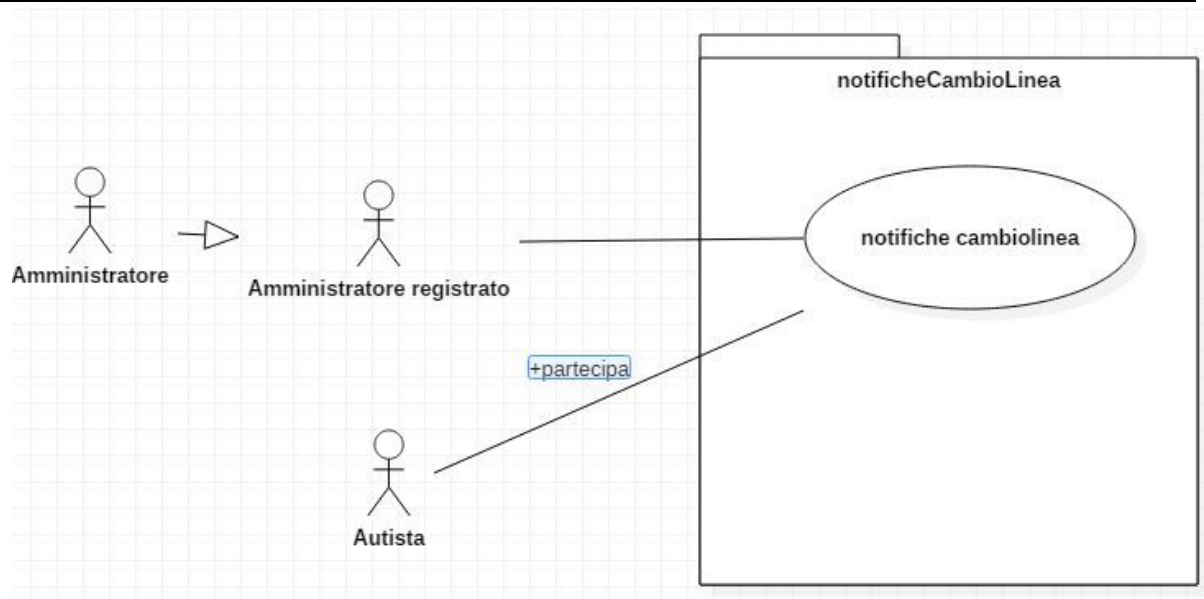 notificheCambioLinea
notifiche cambiolinea
Amministratore
Amministratore registrato
+partecipa
Autista